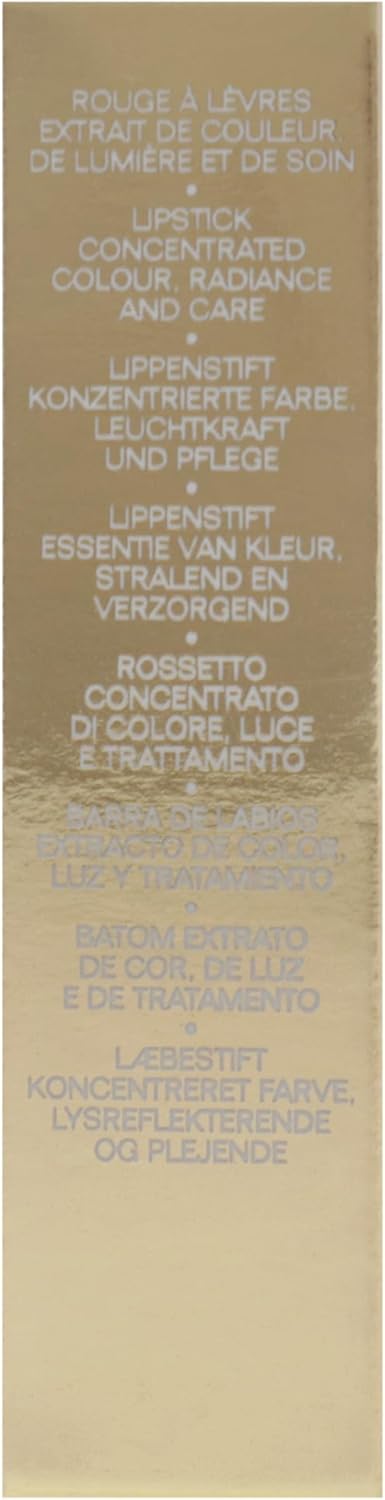 ROUGE À LÈVRES
EXTRAIT DE COULEUR,
DE LUMIÈRE ET DE SOIN
•
LIPSTICK
CONCENTRATED
COLOUR, RADIANCE
AND CARE
•
LIPPENSTIFT
KONZENTRIERTE FARBE,
LEUCHTKRAFT
UND PFLEGE
•
LIPPENSTIFT
ESSENTIE VAN KLEUR,
STRALEND EN
VERZORGEND
•
ROSSETTO
CONCENTRATO
DI COLORE, LUCE
E TRATTAMENTO
•
BARRA DE LABIOS
EXTRACTO DE COLOR,
LUZ Y TRATAMIENTO
•
BATOM EXTRATO
DE COR, DE LUZ
E DE TRATAMENTO
•
LÆBESTIFT
KONCENTRERET FARVE,
LYSREFLEKTERENDE
OG PLEJENDE